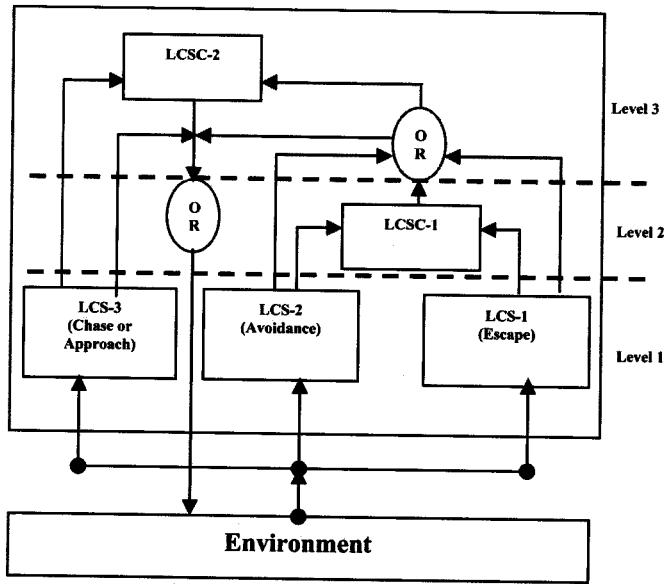 LCSC-2
Level 3
O
R
O
R
LCSC-1
Level 2
LCS-3
(Chase or
Approach)
LCS-2
(Avoidance)
LCS-1
(Escape)
Level 1
Environment